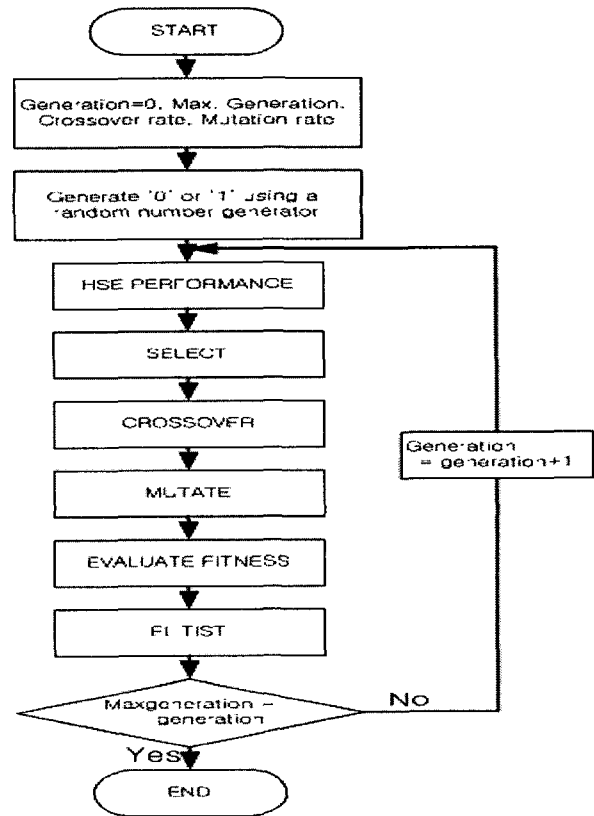 START
Generation=0, Max. Generation.
Crossover rate, Mutation rate
Generate '0' or '1' using a
random number generator
HSE PERFORMANCE
SELECT
CROSSOVER
Generation
= generation+1
MUTATE
EVALUATE FITNESS
Maxgeneration =
generation
No
Yes
END